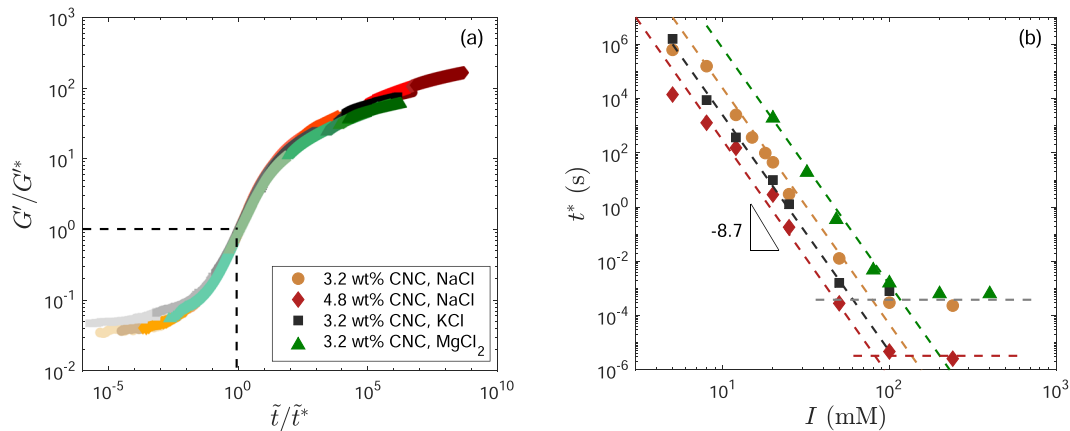 (a)
G′/G′*
10^3
10^2
10^1
10^0
10^-1
10^-2
10^-5
10^0
10^5
10^10
t̃/t̃*
3.2 wt% CNC, NaCl
4.8 wt% CNC, NaCl
3.2 wt% CNC, KCl
3.2 wt% CNC, MgCl_2
(b)
t* (s)
10^6
10^4
10^2
10^0
10^-2
10^-4
10^-6
-8.7
10^1
10^2
10^3
I (mM)